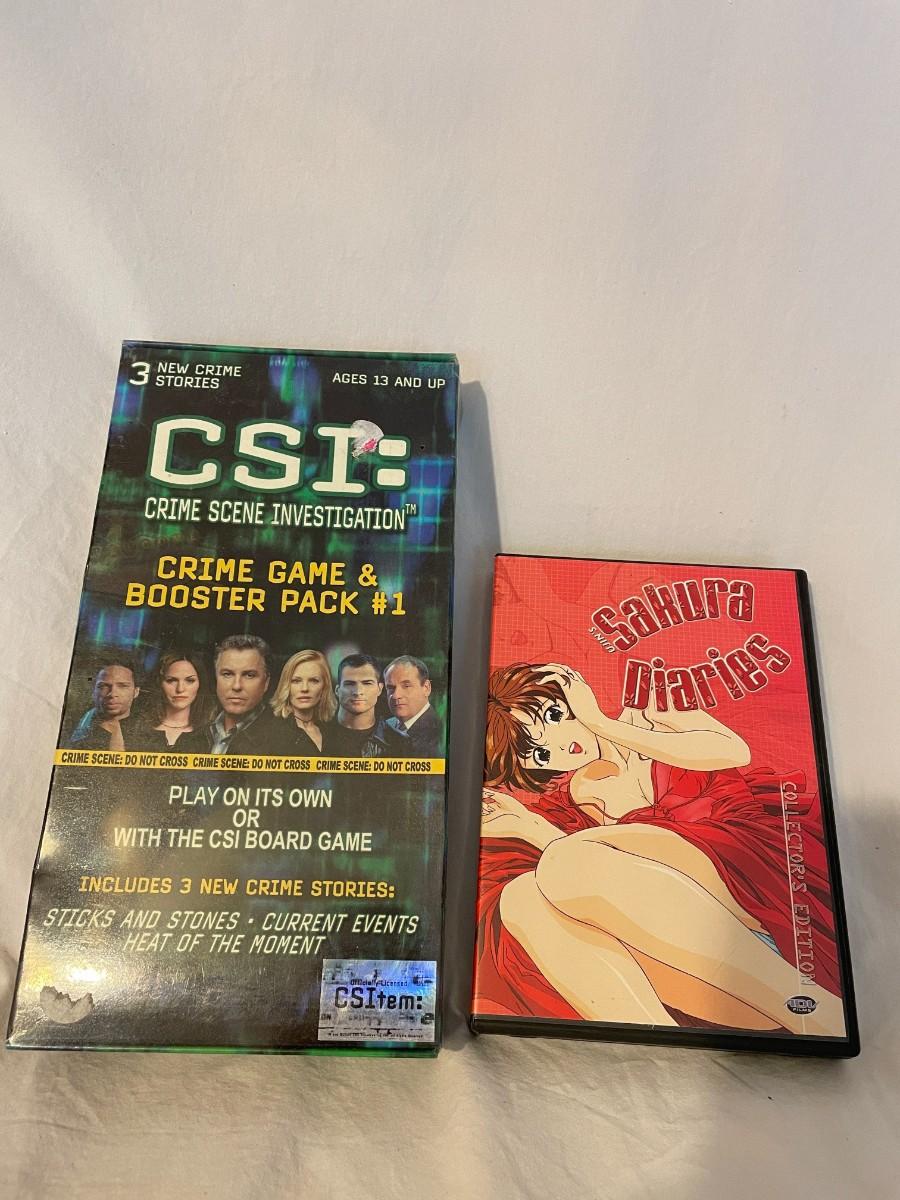 3 NEW CRIME
STORIES
AGES 13 AND UP
CSI:
CRIME SCENE INVESTIGATION™
CRIME GAME &
BOOSTER PACK #1
CRIME SCENE: DO NOT CROSS CRIME SCENE: DO NOT CROSS CRIME SCENE: DO NOT CROSS
PLAY ON ITS OWN
OR
WITH THE CSI BOARD GAME
INCLUDES 3 NEW CRIME STORIES:
STICKS AND STONES · CURRENT EVENTS
HEAT OF THE MOMENT
Officially Licensed
CSItem:
Sakura
Diaries
COLLECTOR'S EDITION
FILMS